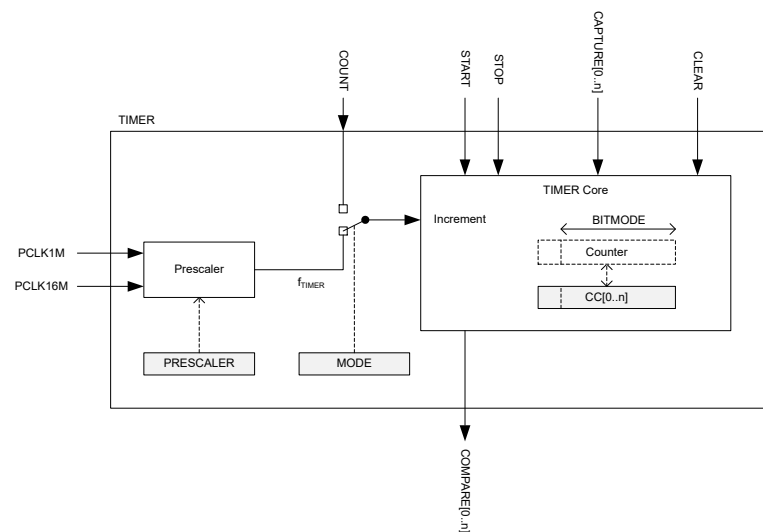 COUNT
START
STOP
CAPTURE[0..n]
CLEAR
TIMER
TIMER Core
Increment
BITMODE
Counter
CC[0..n]
PCLK1M
PCLK16M
Prescaler
fTIMER
PRESCALER
MODE
COMPARE[0..n]